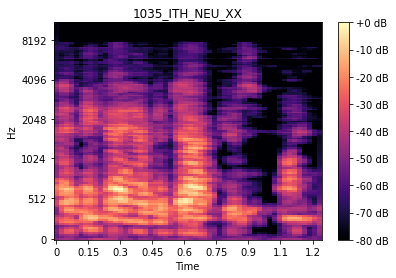 1035_ITH_NEU_XX
8192
4096
2048
1024
512
0
Hz
0 0.15 0.3 0.45 0.6 0.75 0.9 1.1 1.2
Time
+0 dB
-10 dB
-20 dB
-30 dB
-40 dB
-50 dB
-60 dB
-70 dB
-80 dB